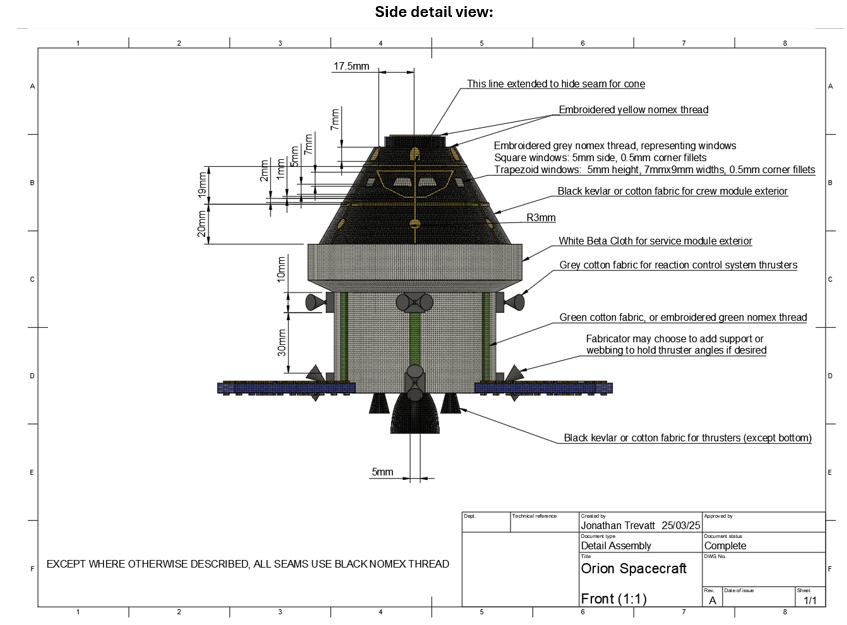 Side detail view:
1 2 3 4 5 6 7 8
17.5mm
A A
This line extended to hide seam for cone
Embroidered yellow nomex thread
7mm
7mm
5mm
1mm
2mm
19mm
Embroidered grey nomex thread, representing windows
Square windows: 5mm side, 0.5mm corner fillets
Trapezoid windows: 5mm height, 7mmx9mm widths, 0.5mm corner fillets
B B
Black kevlar or cotton fabric for crew module exterior
R3mm
20mm
White Beta Cloth for service module exterior
Grey cotton fabric for reaction control system thrusters
10mm
C C
Green cotton fabric, or embroidered green nomex thread
30mm
Fabricator may choose to add support or
webbing to hold thruster angles if desired
D D
Black kevlar or cotton fabric for thrusters (except bottom)
5mm
E E
Dept. Technical reference Created by Approved by
Jonathan Trevatt 25/03/25
Document type Document status
Detail Assembly Complete
Title DWG No.
Orion Spacecraft
F F
EXCEPT WHERE OTHERWISE DESCRIBED, ALL SEAMS USE BLACK NOMEX THREAD
Front (1:1)
Rev. Date of issue Sheet
A 1/1
1 2 3 4 5 6 7 8